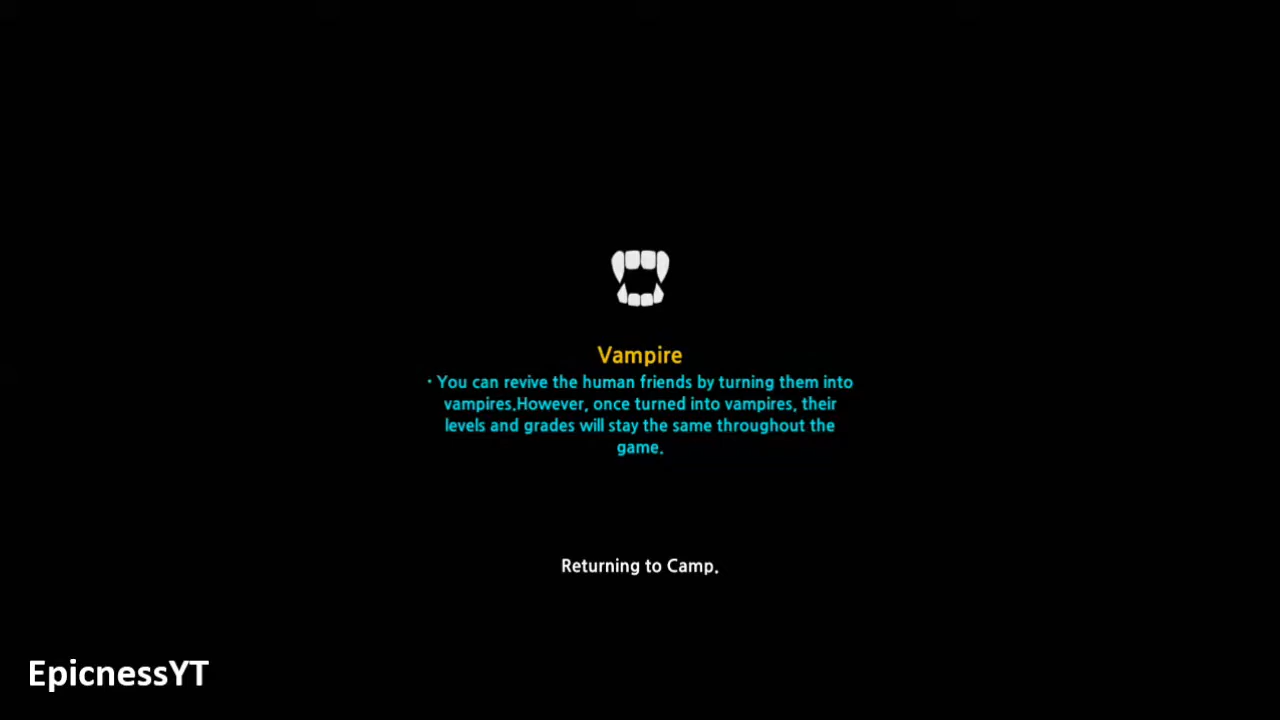 Vampire
· You can revive the human friends by turning them into
vampires.However, once turned into vampires, their
levels and grades will stay the same throughout the
game.
Returning to Camp.
EpicnessYT